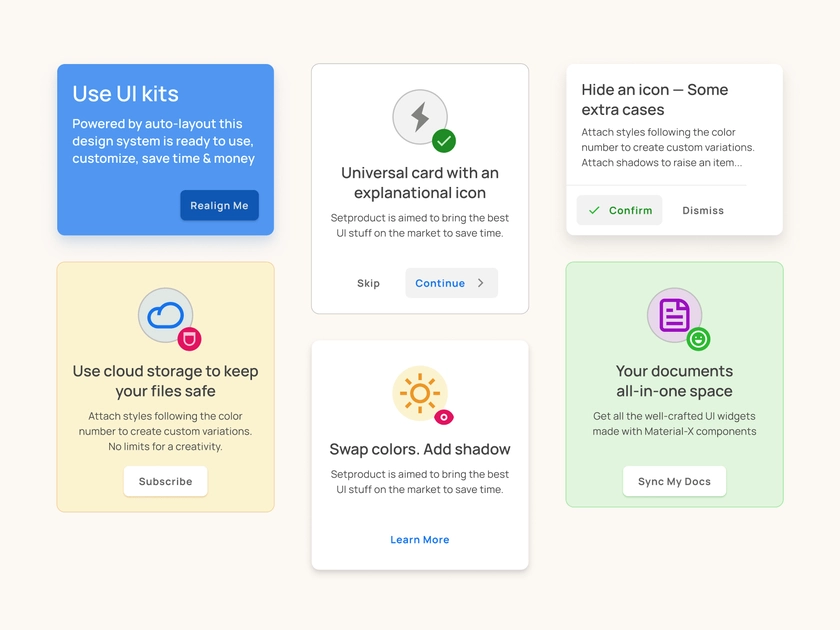 Use UI kits
Powered by auto-layout this
design system is ready to use,
customize, save time & money
Realign Me
Use cloud storage to keep
your files safe
Attach styles following the color
number to create custom variations.
No limits for a creativity.
Subscribe
Universal card with an
explanational icon
Setproduct is aimed to bring the best
UI stuff on the market to save time.
Skip
Continue
Swap colors. Add shadow
Setproduct is aimed to bring the best
UI stuff on the market to save time.
Learn More
Hide an icon — Some
extra cases
Attach styles following the color
number to create custom variations.
Attach shadows to raise an item...
Confirm
Dismiss
Your documents
all-in-one space
Get all the well-crafted UI widgets
made with Material-X components
Sync My Docs